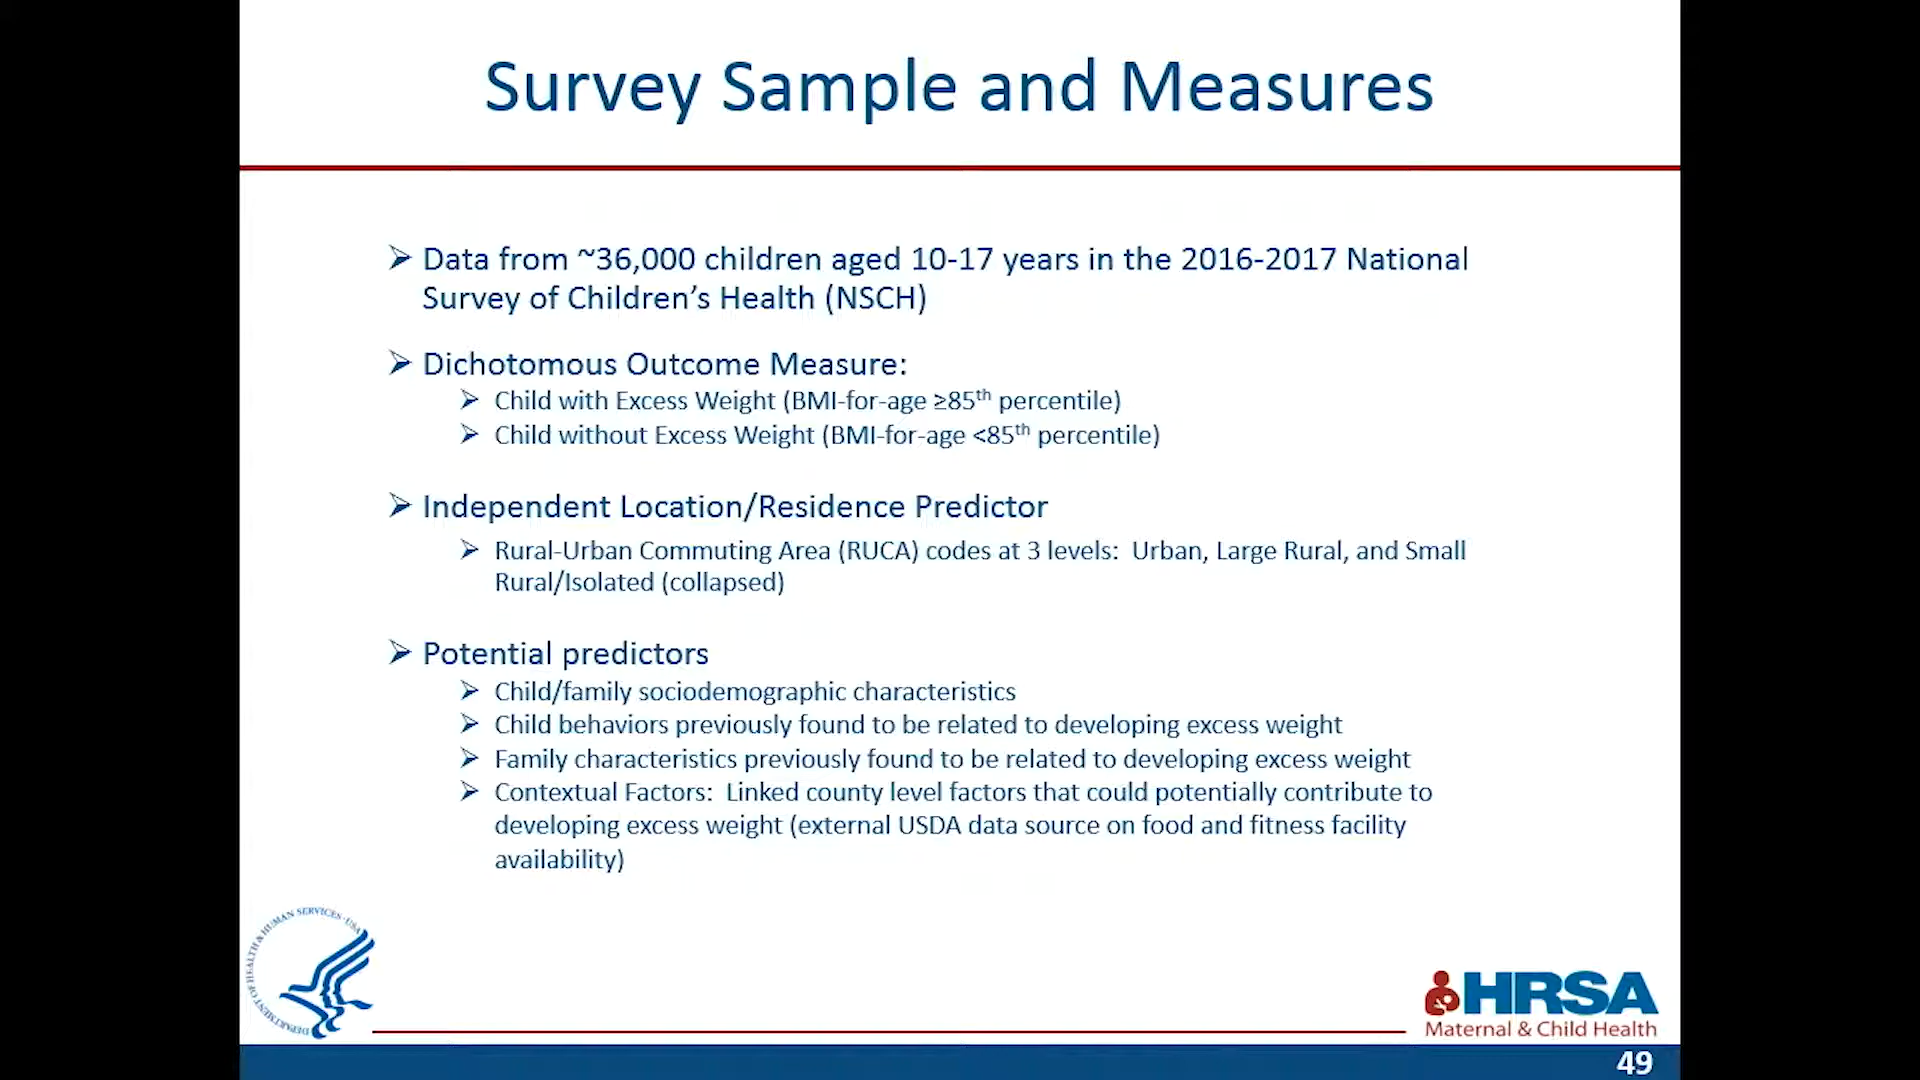 Survey Sample and Measures
➢ Data from ~36,000 children aged 10-17 years in the 2016-2017 National
Survey of Children’s Health (NSCH)
➢ Dichotomous Outcome Measure:
➢ Child with Excess Weight (BMI-for-age ≥85th percentile)
➢ Child without Excess Weight (BMI-for-age <85th percentile)
➢ Independent Location/Residence Predictor
➢ Rural-Urban Commuting Area (RUCA) codes at 3 levels: Urban, Large Rural, and Small
Rural/Isolated (collapsed)
➢ Potential predictors
➢ Child/family sociodemographic characteristics
➢ Child behaviors previously found to be related to developing excess weight
➢ Family characteristics previously found to be related to developing excess weight
➢ Contextual Factors: Linked county level factors that could potentially contribute to
developing excess weight (external USDA data source on food and fitness facility
availability)
DEPARTMENT OF HEALTH & HUMAN SERVICES · USA
HRSA
Maternal & Child Health
49